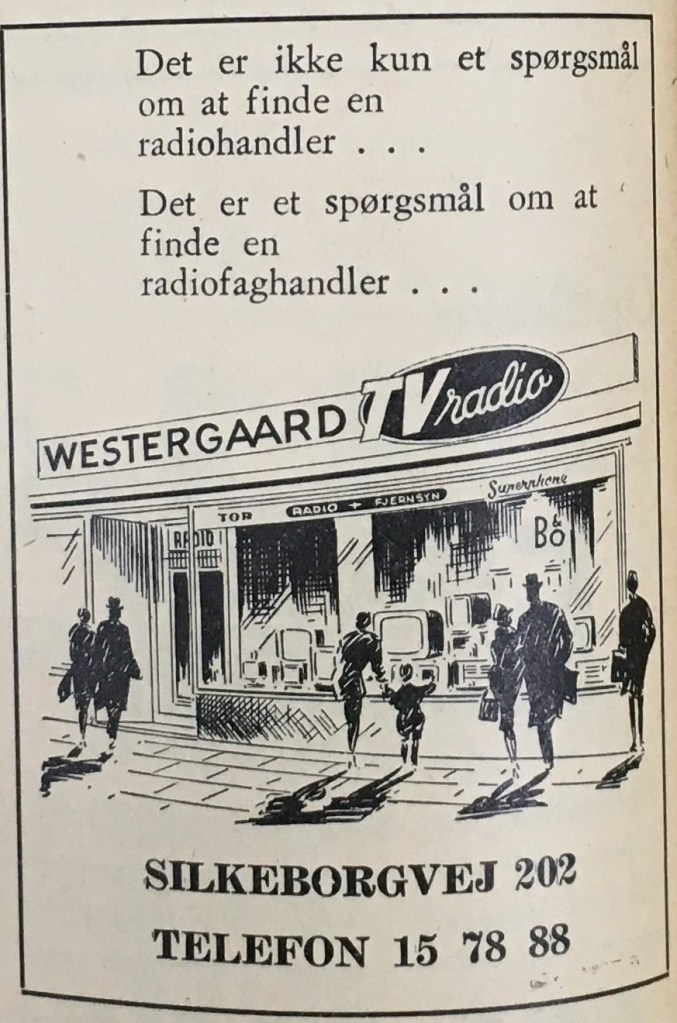 Det er ikke kun et spørgsmål
om at finde en
radiohandler . . .
Det er et spørgsmål om at
finde en
radiofaghandler . . .
WESTERGAARD TV radio
TOR RADIO + FJERNSYN Superphone
RADIO
B&O
SILKEBORGVEJ 202
TELEFON 15 78 88